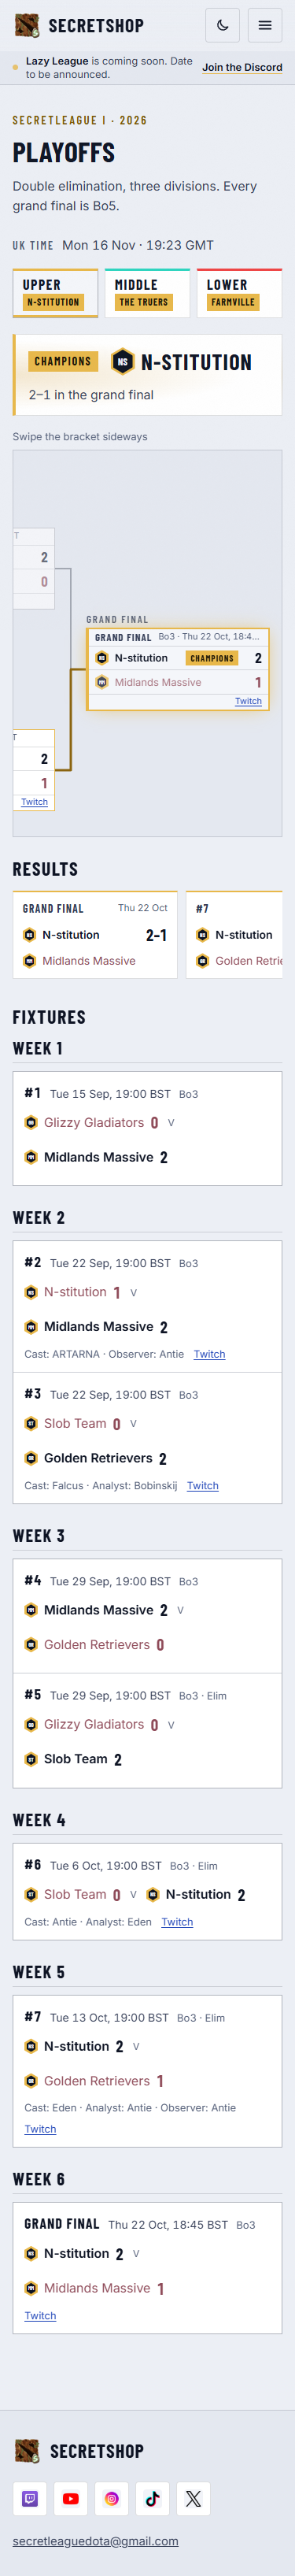 SECRETSHOP
Lazy League is coming soon. Date to be announced.
Join the Discord
SECRETLEAGUE I · 2026
PLAYOFFS
Double elimination, three divisions. Every
grand final is Bo5.
UK TIME Mon 16 Nov · 19:23 GMT
UPPER
N-STITUTION
MIDDLE
THE TRUERS
LOWER
FARMVILLE
CHAMPIONS NS N-STITUTION
2–1 in the grand final
Swipe the bracket sideways
T
2
0
T
2
1
Twitch
GRAND FINAL
GRAND FINAL Bo3 · Thu 22 Oct, 18:4…
N-stitution CHAMPIONS 2
Midlands Massive 1
Twitch
RESULTS
GRAND FINAL Thu 22 Oct
N-stitution 2–1
Midlands Massive
#7
N-stitution
Golden Retrie
FIXTURES
WEEK 1
#1 Tue 15 Sep, 19:00 BST Bo3
Glizzy Gladiators 0 V
Midlands Massive 2
WEEK 2
#2 Tue 22 Sep, 19:00 BST Bo3
N-stitution 1 V
Midlands Massive 2
Cast: ARTARNA · Observer: Antie Twitch
#3 Tue 22 Sep, 19:00 BST Bo3
Slob Team 0 V
Golden Retrievers 2
Cast: Falcus · Analyst: Bobinskij Twitch
WEEK 3
#4 Tue 29 Sep, 19:00 BST Bo3
Midlands Massive 2 V
Golden Retrievers 0
#5 Tue 29 Sep, 19:00 BST Bo3 · Elim
Glizzy Gladiators 0 V
Slob Team 2
WEEK 4
#6 Tue 6 Oct, 19:00 BST Bo3 · Elim
Slob Team 0 V N-stitution 2
Cast: Antie · Analyst: Eden Twitch
WEEK 5
#7 Tue 13 Oct, 19:00 BST Bo3 · Elim
N-stitution 2 V
Golden Retrievers 1
Cast: Eden · Analyst: Antie · Observer: Antie
Twitch
WEEK 6
GRAND FINAL Thu 22 Oct, 18:45 BST Bo3
N-stitution 2 V
Midlands Massive 1
Twitch
SECRETSHOP
secretleaguedota@gmail.com